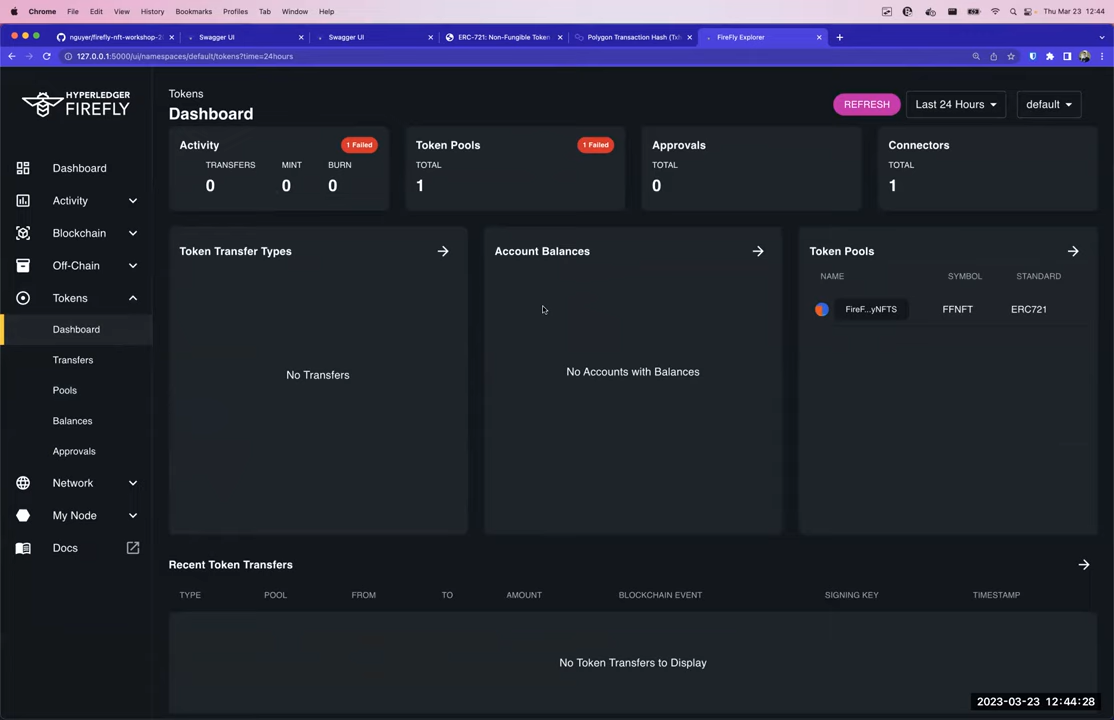 Chrome File Edit View History Bookmarks Profiles Tab Window Help Thu Mar 23 12:44
nguyer/firefly-nft-workshop-2 Swagger UI Swagger UI ERC-721: Non-Fungible Token Polygon Transaction Hash (Txh FireFly Explorer
127.0.0.1:5000/ui/namespaces/default/tokens?time=24hours
HYPERLEDGER
FIREFLY
Tokens
Dashboard
REFRESH Last 24 Hours default
Dashboard
Activity
Blockchain
Off-Chain
Tokens
Dashboard
Transfers
Pools
Balances
Approvals
Network
My Node
Docs
Activity 1 Failed
TRANSFERS MINT BURN
0 0 0
Token Pools 1 Failed
TOTAL
1
Approvals
TOTAL
0
Connectors
TOTAL
1
Token Transfer Types
No Transfers
Account Balances
No Accounts with Balances
Token Pools
NAME SYMBOL STANDARD
FireF...yNFTS FFNFT ERC721
Recent Token Transfers
TYPE POOL FROM TO AMOUNT BLOCKCHAIN EVENT SIGNING KEY TIMESTAMP
No Token Transfers to Display
2023-03-23 12:44:28